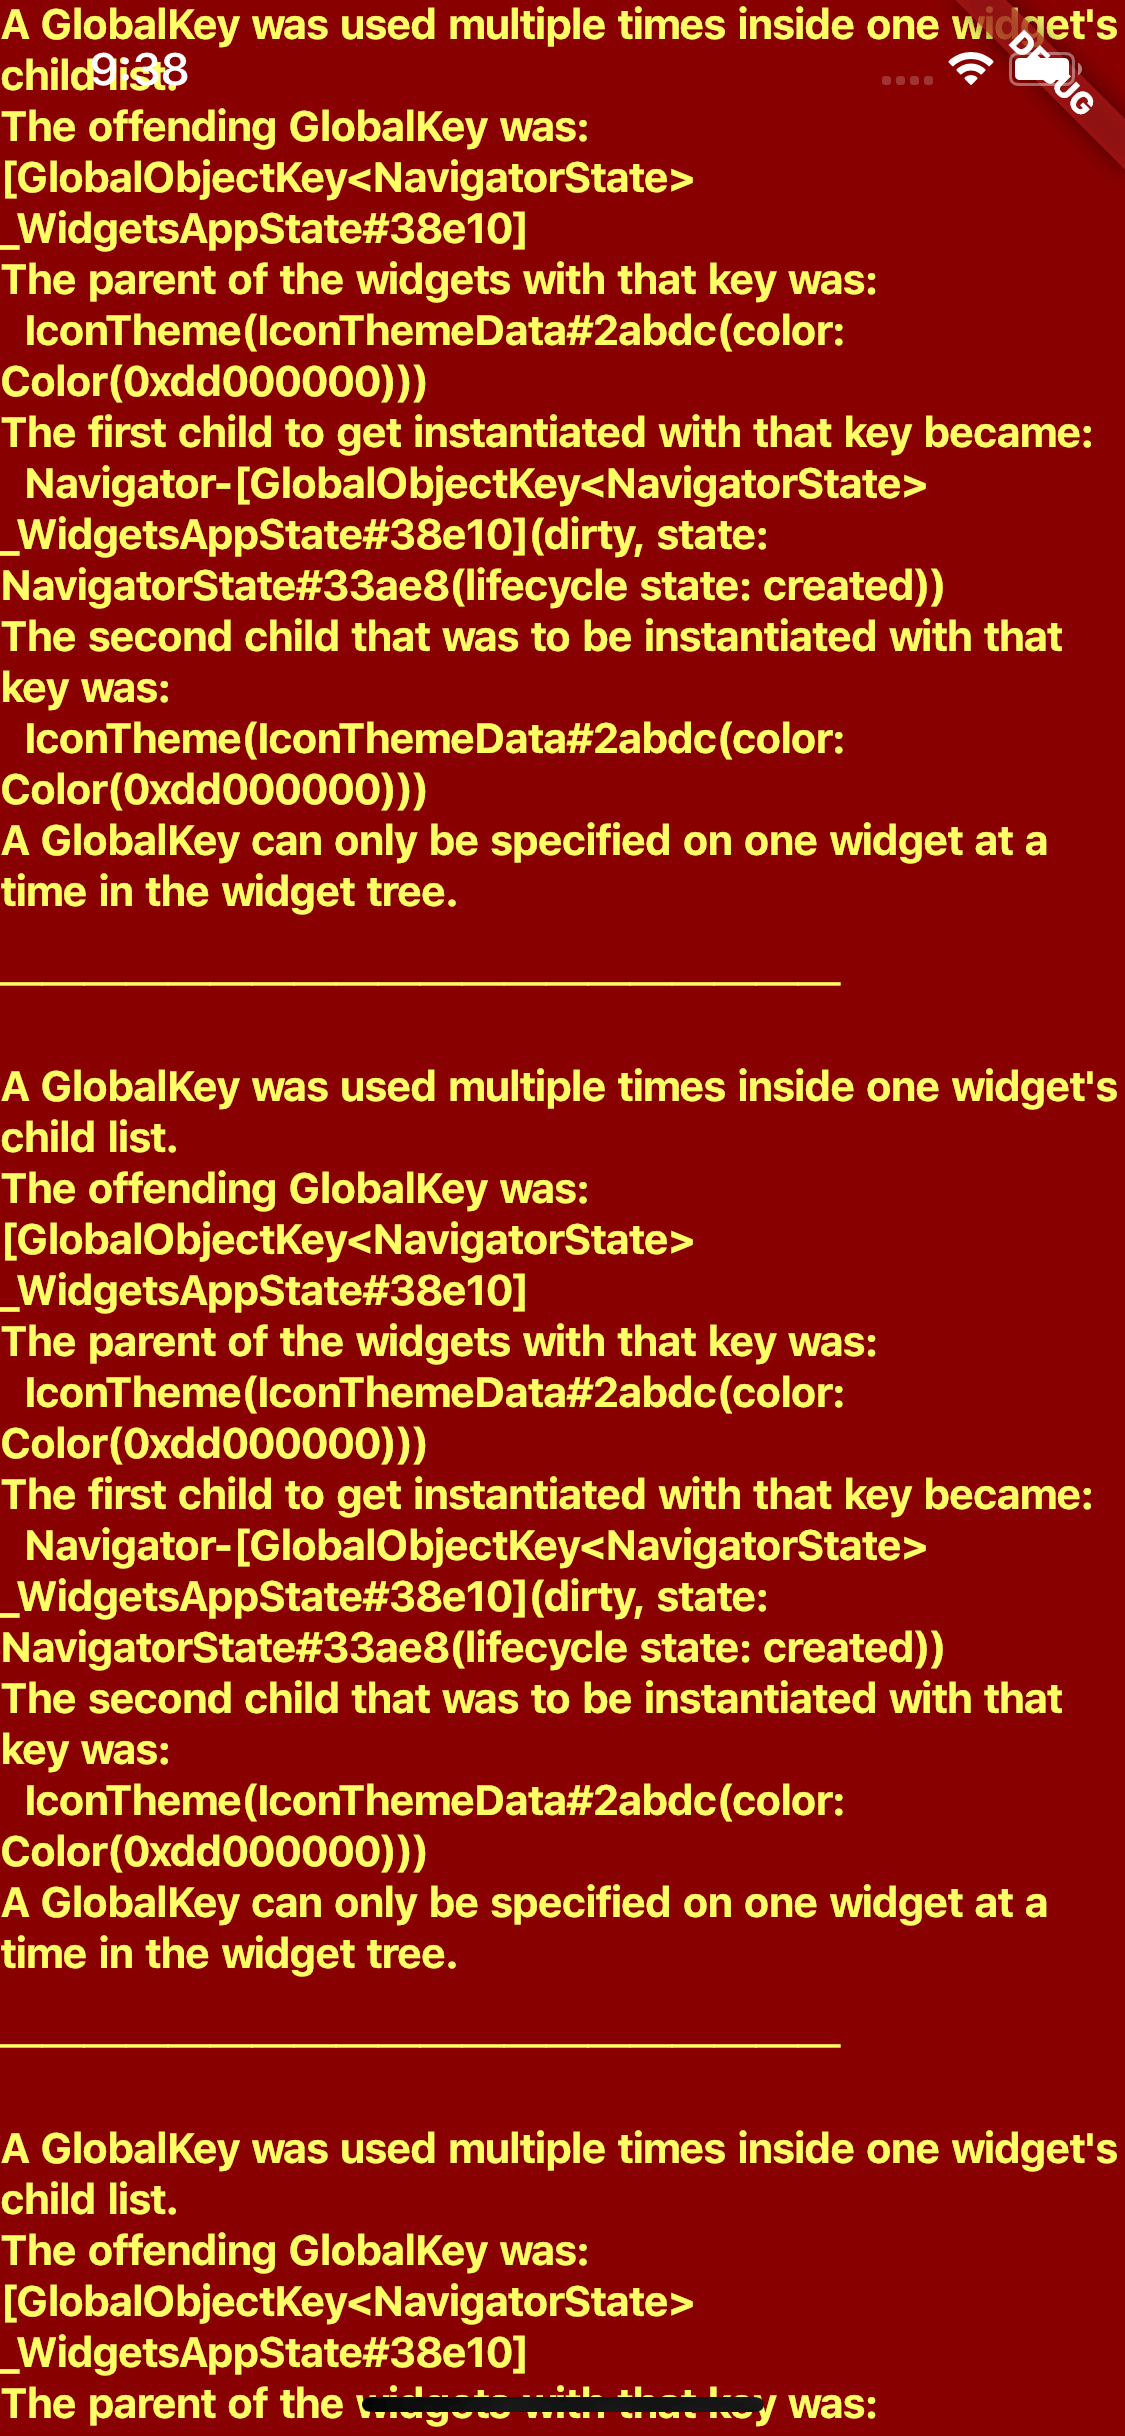 A GlobalKey was used multiple times inside one widget's
child list.
9:38
DEBUG
The offending GlobalKey was:
[GlobalObjectKey<NavigatorState>
_WidgetsAppState#38e10]
The parent of the widgets with that key was:
IconTheme(IconThemeData#2abdc(color:
Color(0xdd000000)))
The first child to get instantiated with that key became:
Navigator-[GlobalObjectKey<NavigatorState>
_WidgetsAppState#38e10](dirty, state:
NavigatorState#33ae8(lifecycle state: created))
The second child that was to be instantiated with that
key was:
IconTheme(IconThemeData#2abdc(color:
Color(0xdd000000)))
A GlobalKey can only be specified on one widget at a
time in the widget tree.
A GlobalKey was used multiple times inside one widget's
child list.
The offending GlobalKey was:
[GlobalObjectKey<NavigatorState>
_WidgetsAppState#38e10]
The parent of the widgets with that key was:
IconTheme(IconThemeData#2abdc(color:
Color(0xdd000000)))
The first child to get instantiated with that key became:
Navigator-[GlobalObjectKey<NavigatorState>
_WidgetsAppState#38e10](dirty, state:
NavigatorState#33ae8(lifecycle state: created))
The second child that was to be instantiated with that
key was:
IconTheme(IconThemeData#2abdc(color:
Color(0xdd000000)))
A GlobalKey can only be specified on one widget at a
time in the widget tree.
A GlobalKey was used multiple times inside one widget's
child list.
The offending GlobalKey was:
[GlobalObjectKey<NavigatorState>
_WidgetsAppState#38e10]
The parent of the widgets with that key was: